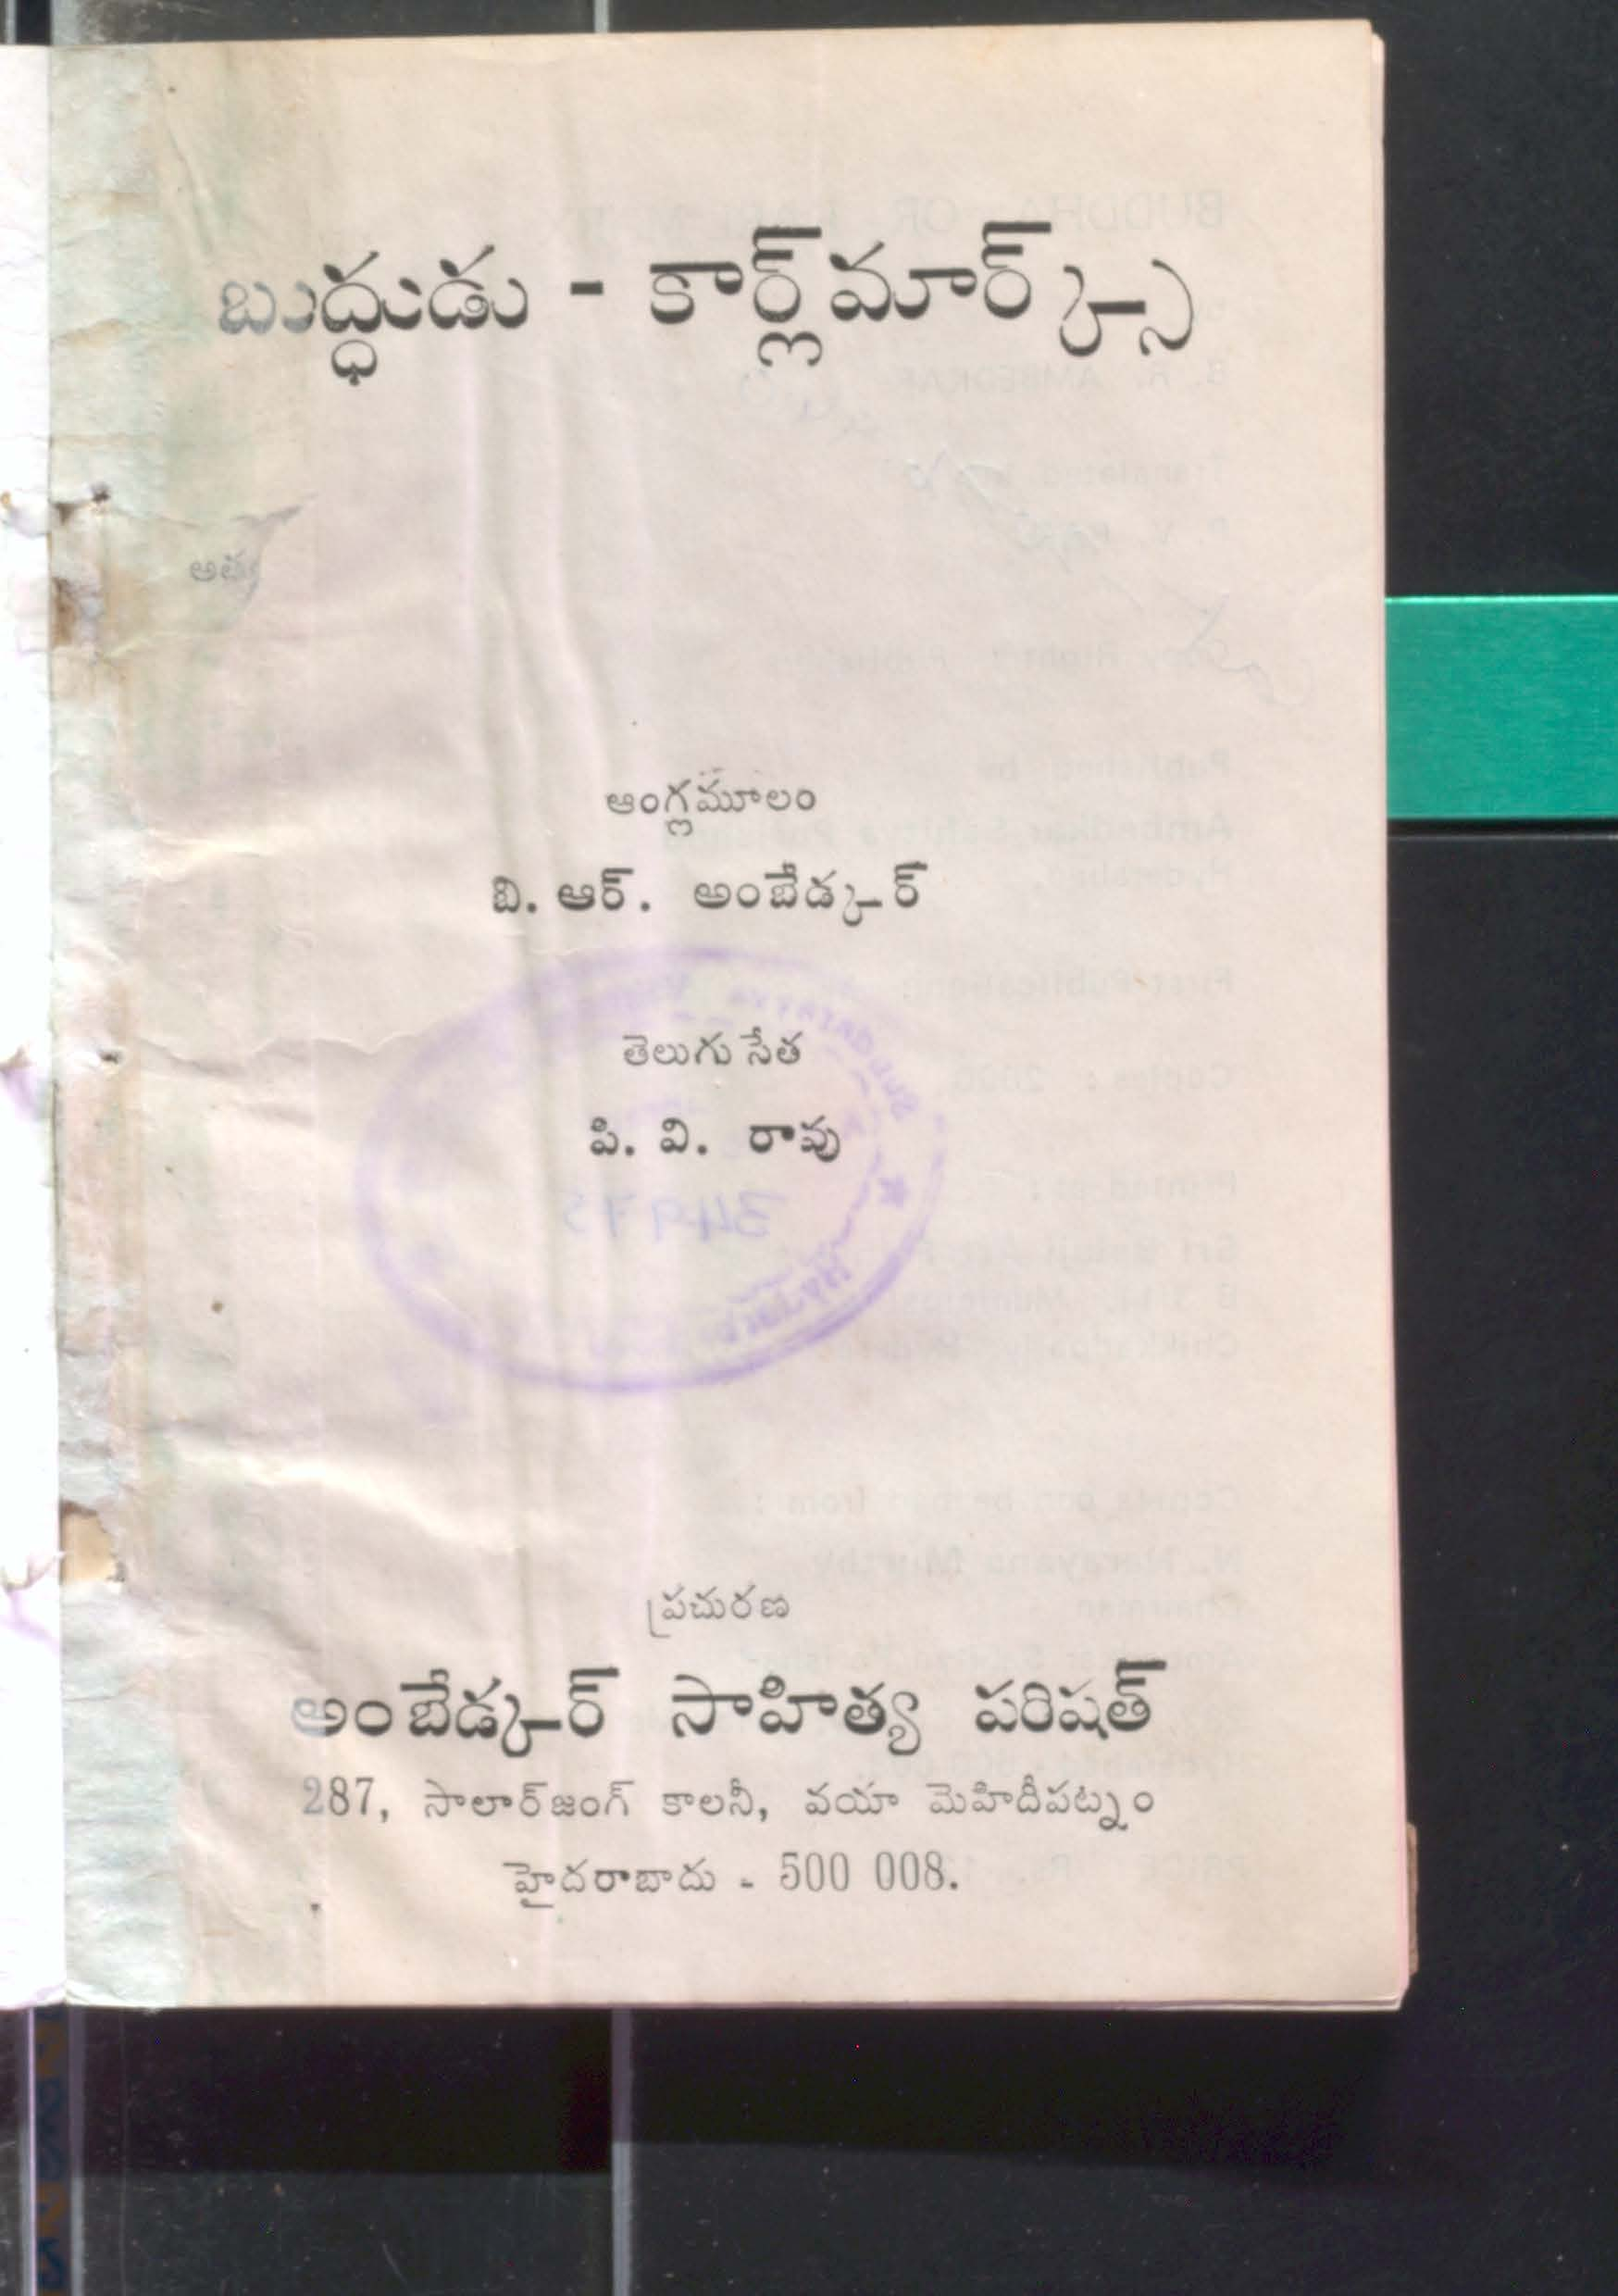 బుద్ధుడు - కార్ల్‌మార్క్స్
ఆంగ్లమూలం
బి. ఆర్. అంబేడ్కర్
తెలుగుసేత
పి. వి. రావు
ప్రచురణ
అంబేడ్కర్ సాహిత్య పరిషత్
287, సాలార్‌జంగ్ కాలనీ, వయా మెహిదీపట్నం
హైదరాబాదు - 500 008.